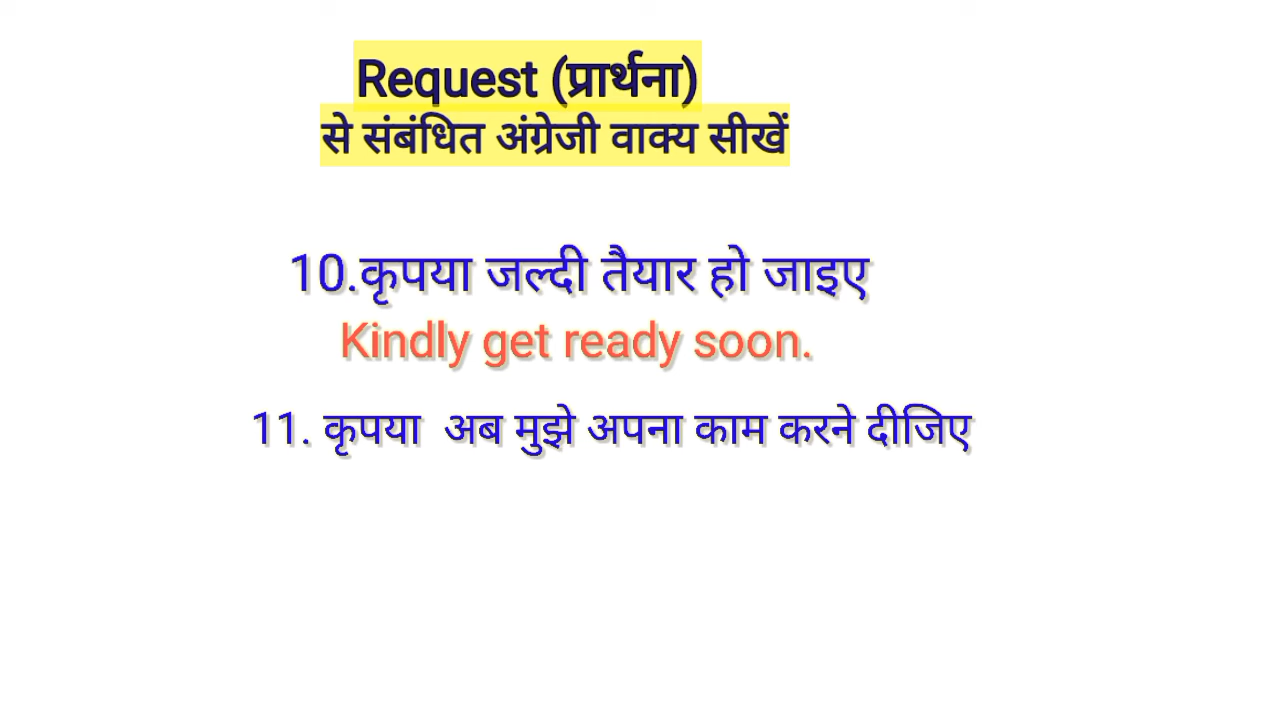 Request (प्रार्थना)
से संबंधित अंग्रेजी वाक्य सीखें
10.कृपया जल्दी तैयार हो जाइए
Kindly get ready soon.
11. कृपया अब मुझे अपना काम करने दीजिए